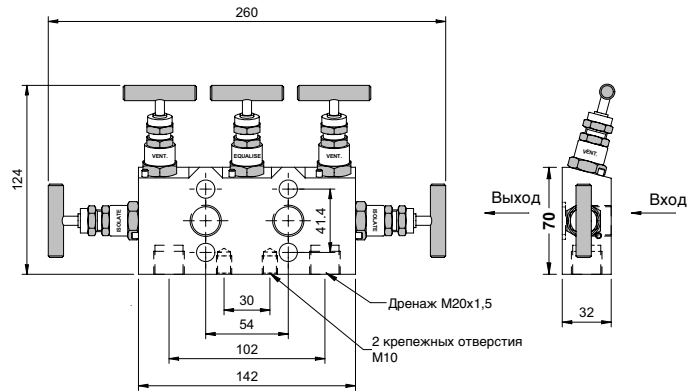 260
124
VENT.
EQUALISE
VENT.
ISOLATE
ISOLATE
41.4
30
54
102
142
Дренаж M20x1,5
2 крепежных отверстия
M10
VENT.
Выход
Вход
70
32